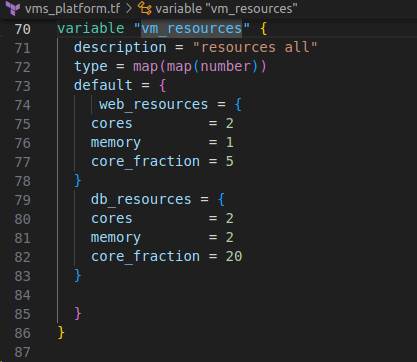 vms_platform.tf > variable "vm_resources"
70 variable "vm_resources" {
71   description = "resources all"
72   type = map(map(number))
73   default = {
74      web_resources = {
75     cores         = 2
76     memory        = 1
77     core_fraction = 5
78   }
79     db_resources = {
80     cores         = 2
81     memory        = 2
82     core_fraction = 20
83   }
84
85   }
86 }
87